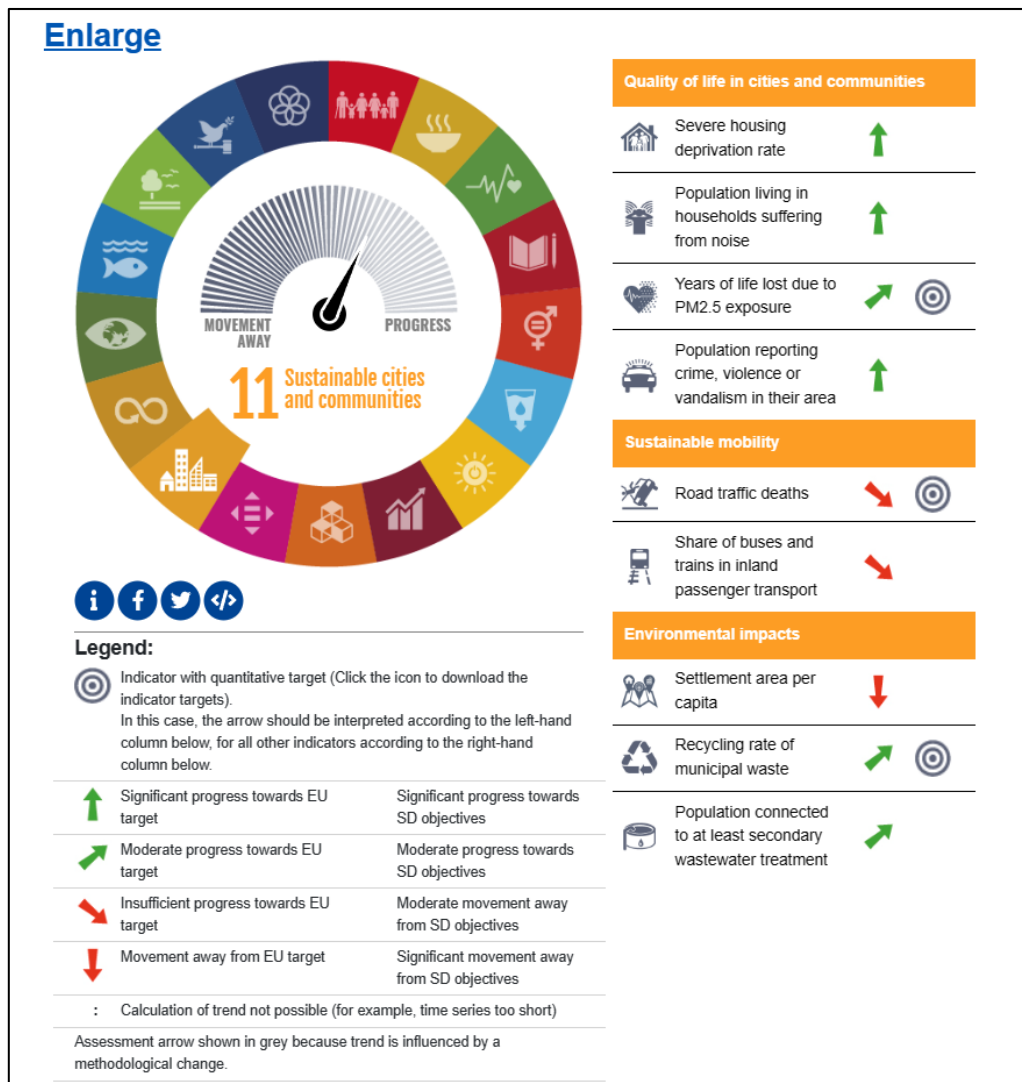 Enlarge
MOVEMENT
AWAY
PROGRESS
11
Sustainable cities
and communities
Legend:
Indicator with quantitative target (Click the icon to download the
indicator targets).
In this case, the arrow should be interpreted according to the left-hand
column below, for all other indicators according to the right-hand
column below.
Significant progress towards EU
target
Significant progress towards
SD objectives
Moderate progress towards EU
target
Moderate progress towards
SD objectives
Insufficient progress towards EU
target
Moderate movement away
from SD objectives
Movement away from EU target
Significant movement away
from SD objectives
: Calculation of trend not possible (for example, time series too short)
Assessment arrow shown in grey because trend is influenced by a
methodological change.
Quality of life in cities and communities
Severe housing
deprivation rate
Population living in
households suffering
from noise
Years of life lost due to
PM2.5 exposure
Population reporting
crime, violence or
vandalism in their area
Sustainable mobility
Road traffic deaths
Share of buses and
trains in inland
passenger transport
Environmental impacts
Settlement area per
capita
Recycling rate of
municipal waste
Population connected
to at least secondary
wastewater treatment